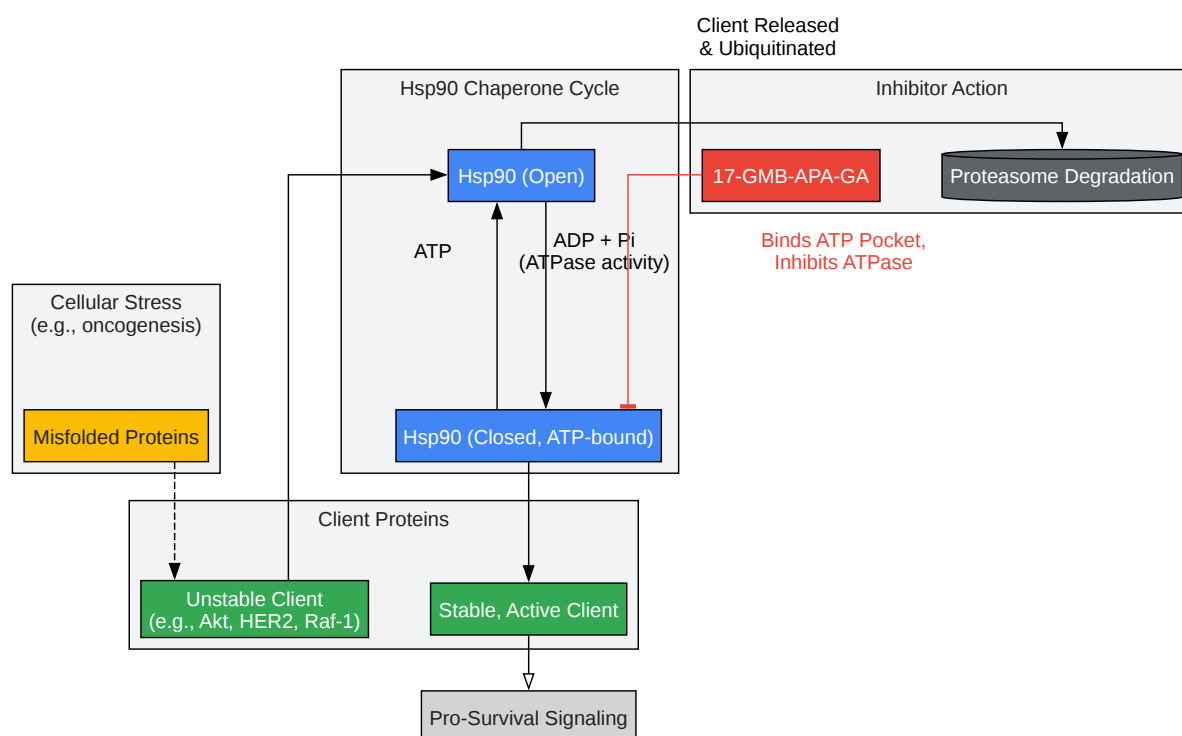 Client Released
& Ubiquitinated
Hsp90 Chaperone Cycle
Inhibitor Action
Hsp90 (Open)
17-GMB-APA-GA
Proteasome Degradation
ATP
ADP + Pi
(ATPase activity)
Binds ATP Pocket,
Inhibits ATPase
Cellular Stress
(e.g., oncogenesis)
Misfolded Proteins
Hsp90 (Closed, ATP-bound)
Client Proteins
Unstable Client
(e.g., Akt, HER2, Raf-1)
Stable, Active Client
Pro-Survival Signaling